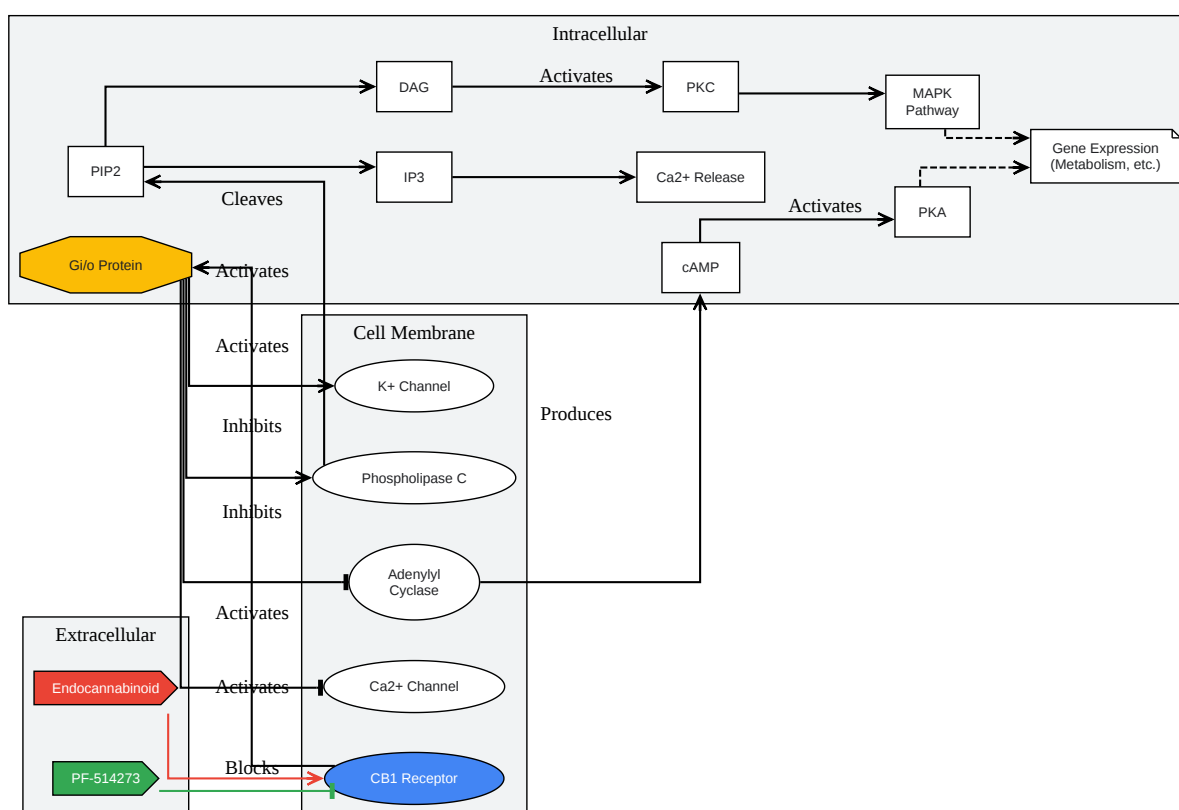 Intracellular
DAG
Activates
PKC
MAPK
Pathway
Gene Expression
(Metabolism, etc.)
PIP2
IP3
Ca2+ Release
Cleaves
Activates
PKA
Gi/o Protein
Activates
cAMP
Cell Membrane
Activates
K+ Channel
Produces
Inhibits
Phospholipase C
Inhibits
Adenylyl
Cyclase
Activates
Extracellular
Endocannabinoid
Activates
Ca2+ Channel
Blocks
PF-514273
CB1 Receptor